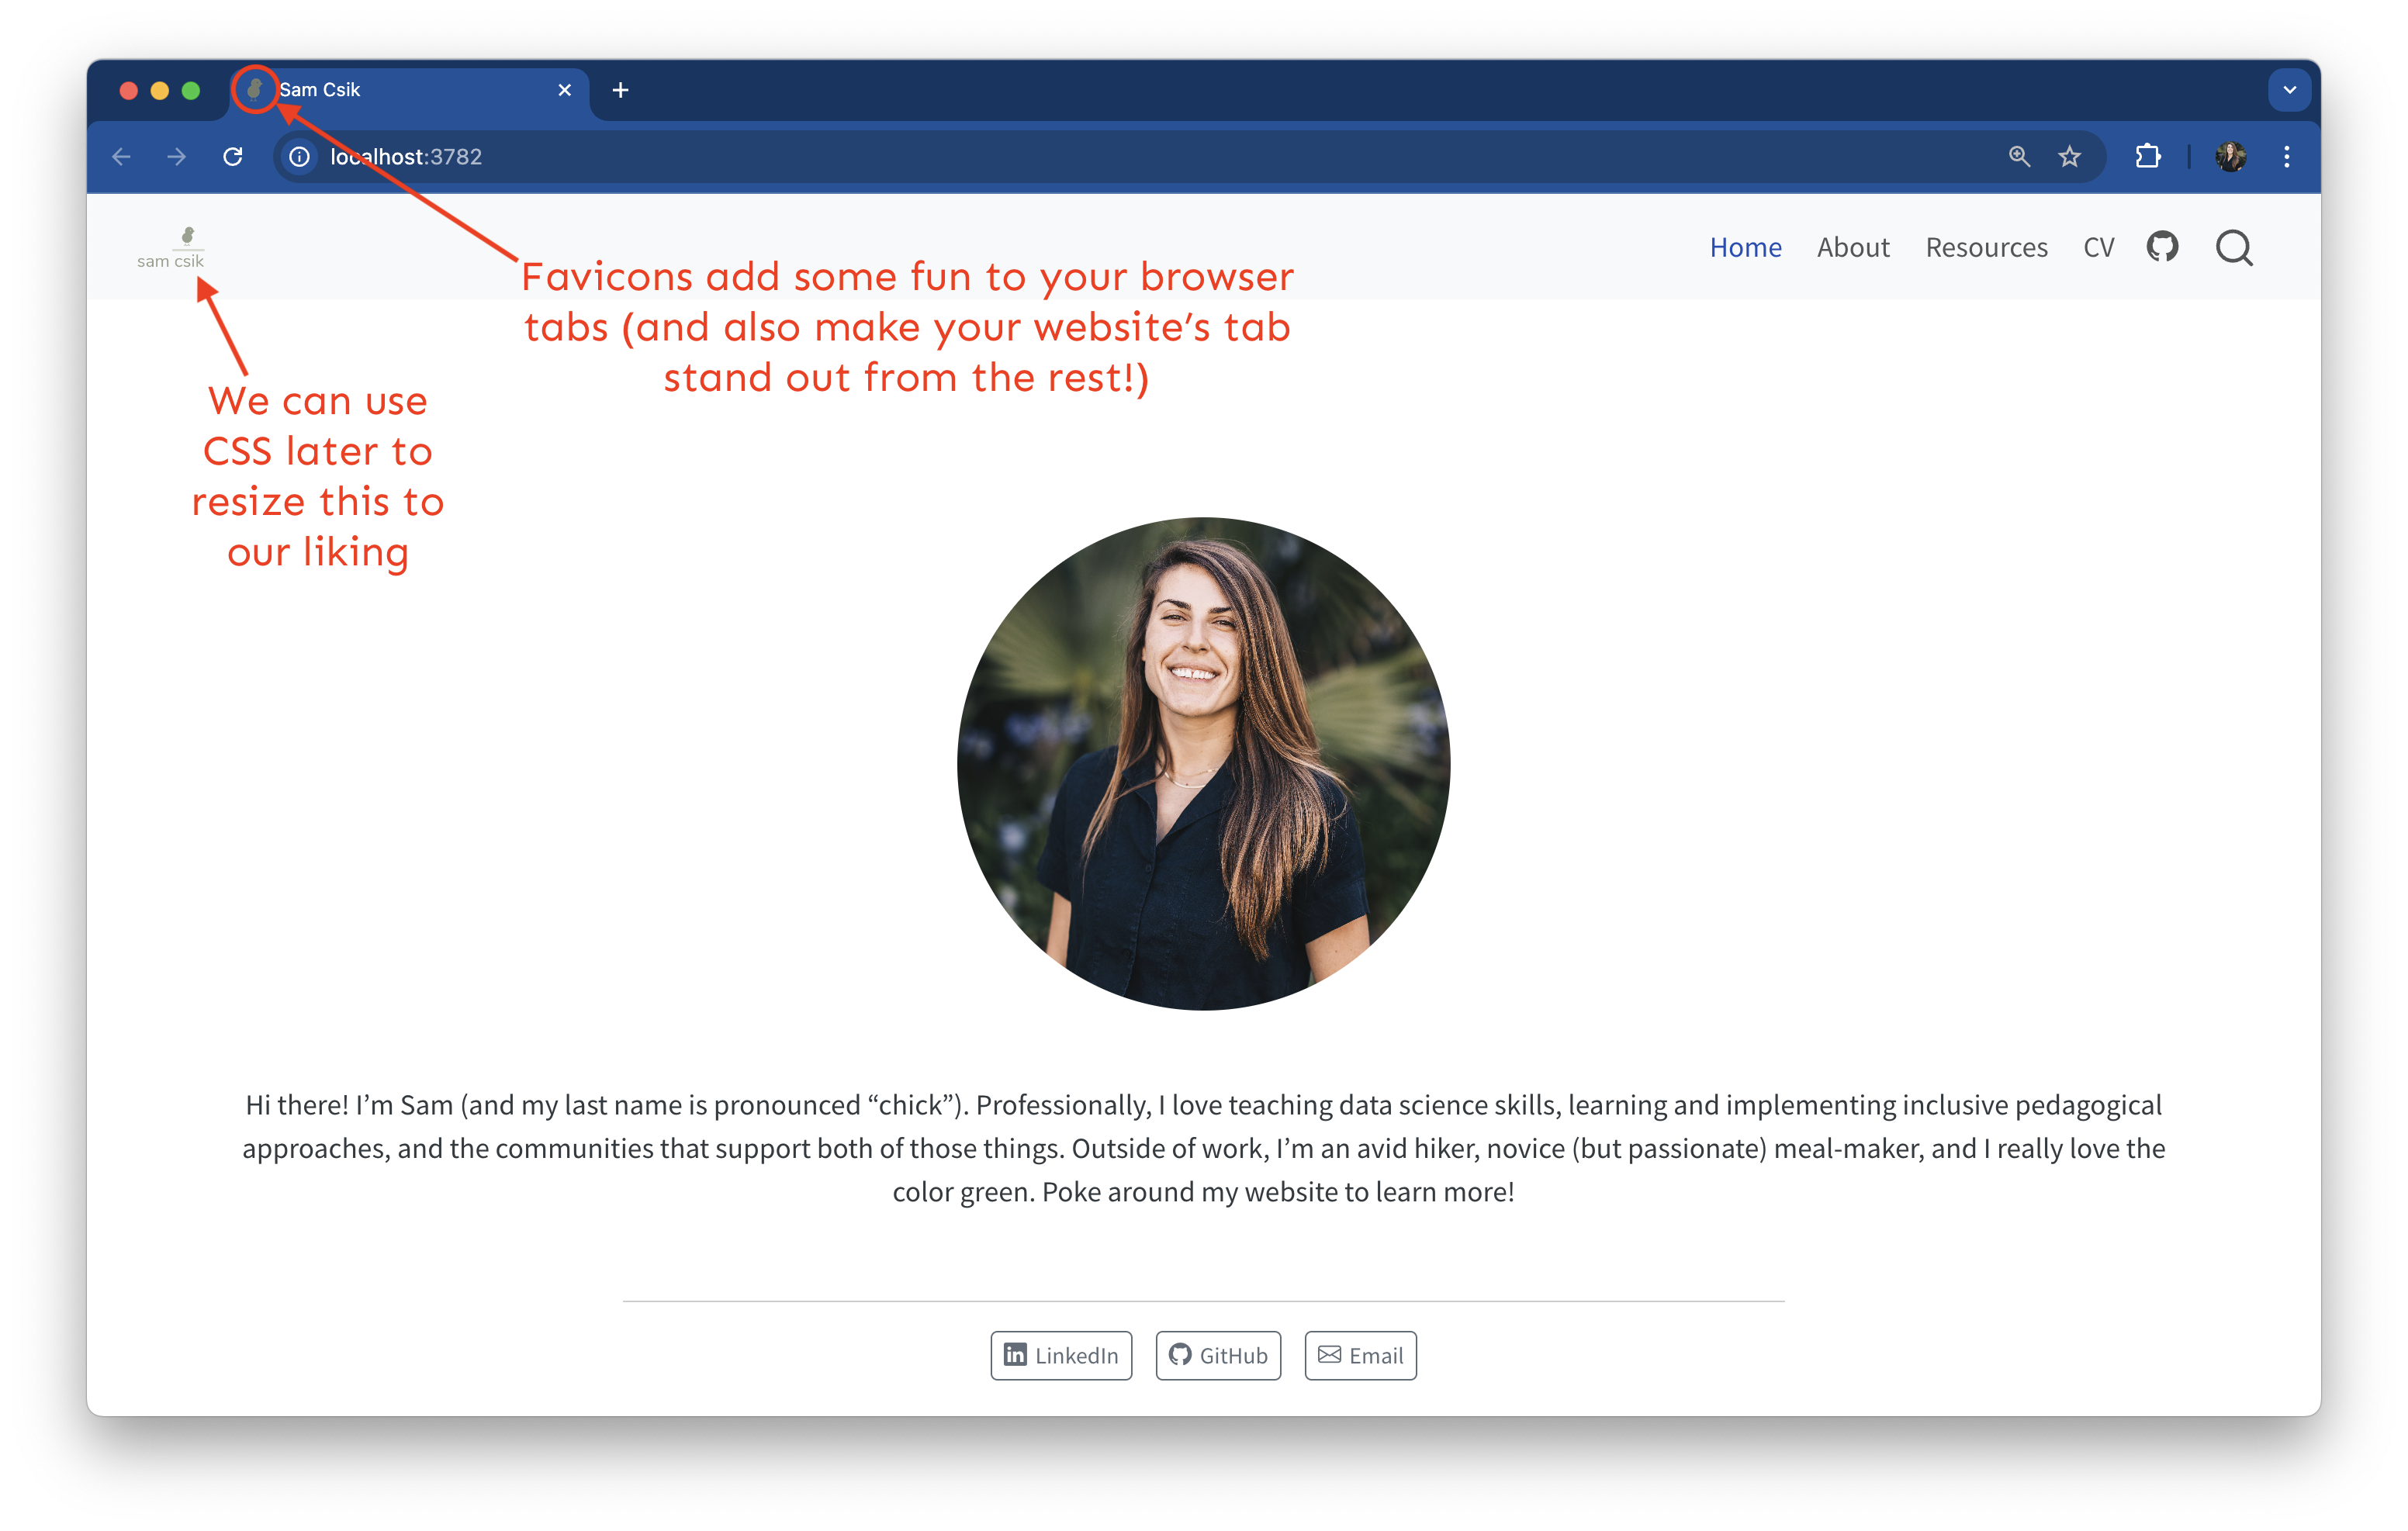 Sam Csik
localhost:3782
sam csik
Home About Resources CV
Favicons add some fun to your browser
tabs (and also make your website’s tab
stand out from the rest!)
We can use
CSS later to
resize this to
our liking
Hi there! I’m Sam (and my last name is pronounced “chick”). Professionally, I love teaching data science skills, learning and implementing inclusive pedagogical
approaches, and the communities that support both of those things. Outside of work, I’m an avid hiker, novice (but passionate) meal-maker, and I really love the
color green. Poke around my website to learn more!
LinkedIn GitHub Email